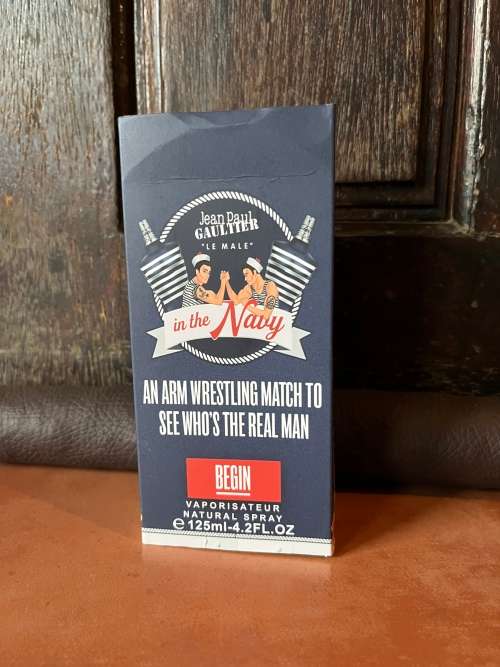 Jean Paul
GAULTIER
"LE MALE"
in the Navy
AN ARM WRESTLING MATCH TO
SEE WHO'S THE REAL MAN
BEGIN
VAPORISATEUR
NATURAL SPRAY
℮ 125ml-4.2FL.OZ